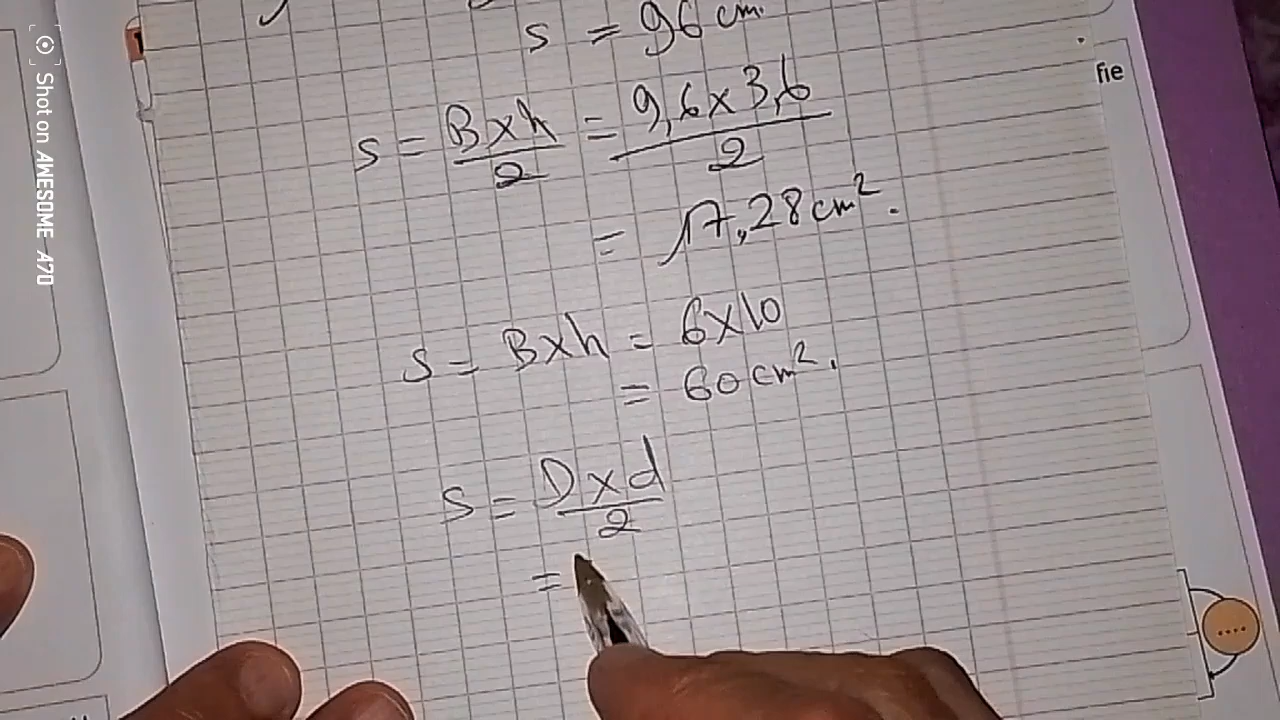 s = 96 cm.
fie
s = B x h / 2 = 9,6 x 3,6 / 2
= 17,28 cm².
s = B x h = 6 x 10
= 60 cm².
s = D x d / 2
=
....
Shot on AWESOME A70